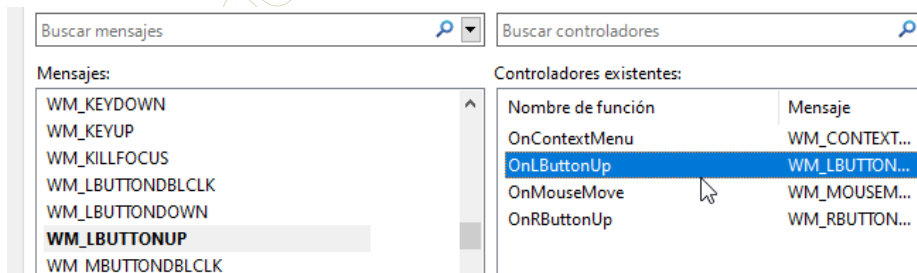 Buscar mensajes
Buscar controladores
Mensajes:
Controladores existentes:
WM_KEYDOWN
WM_KEYUP
WM_KILLFOCUS
WM_LBUTTONDBLCLK
WM_LBUTTONDOWN
WM_LBUTTONUP
WM_MBUTTONDBLCLK
Nombre de función Mensaje
OnContextMenu WM_CONTEXT...
OnLButtonUp WM_LBUTTON...
OnMouseMove WM_MOUSEM...
OnRButtonUp WM_RBUTTON...